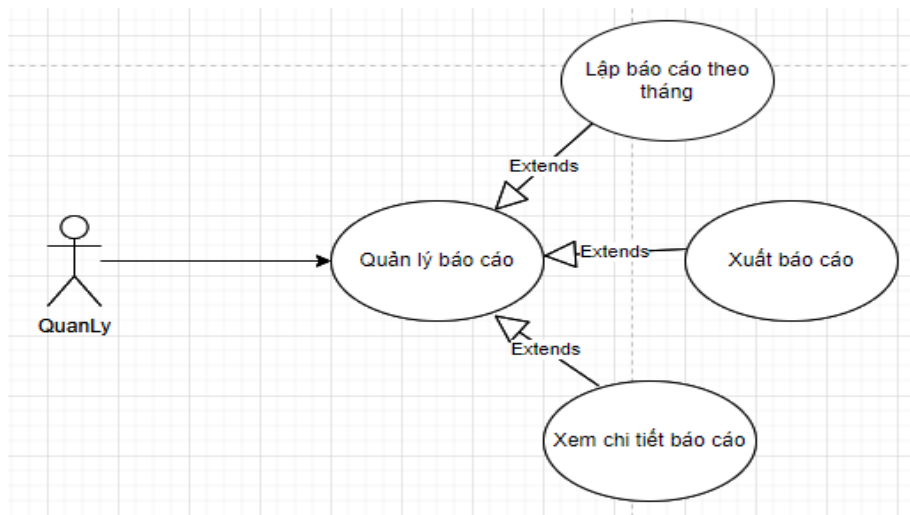 Lập báo cáo theo
tháng
Extends
Quản lý báo cáo
Extends
Xuất báo cáo
QuanLy
Extends
Xem chi tiết báo cáo